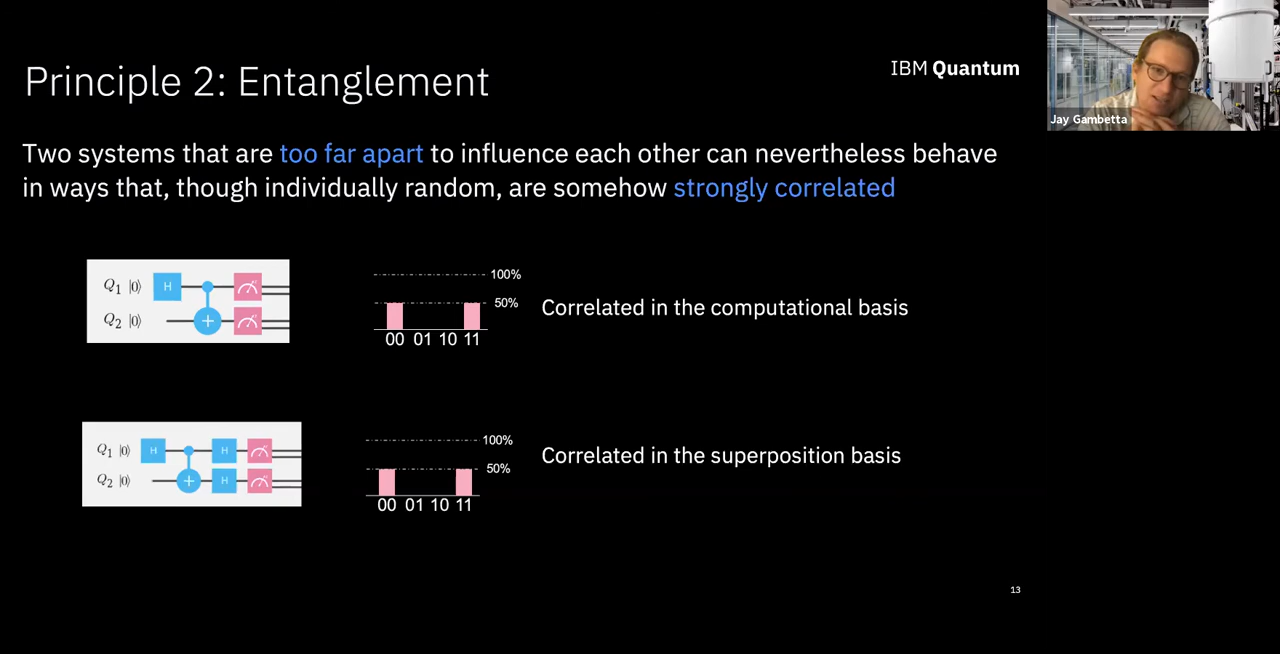 Principle 2: Entanglement
IBM Quantum
Jay Gambetta
Two systems that are too far apart to influence each other can nevertheless behave
in ways that, though individually random, are somehow strongly correlated
Q1 |0⟩ H
Q2 |0⟩ +
100%
50%
00 01 10 11
Correlated in the computational basis
Q1 |0⟩ H H
Q2 |0⟩ + H
100%
50%
00 01 10 11
Correlated in the superposition basis
13